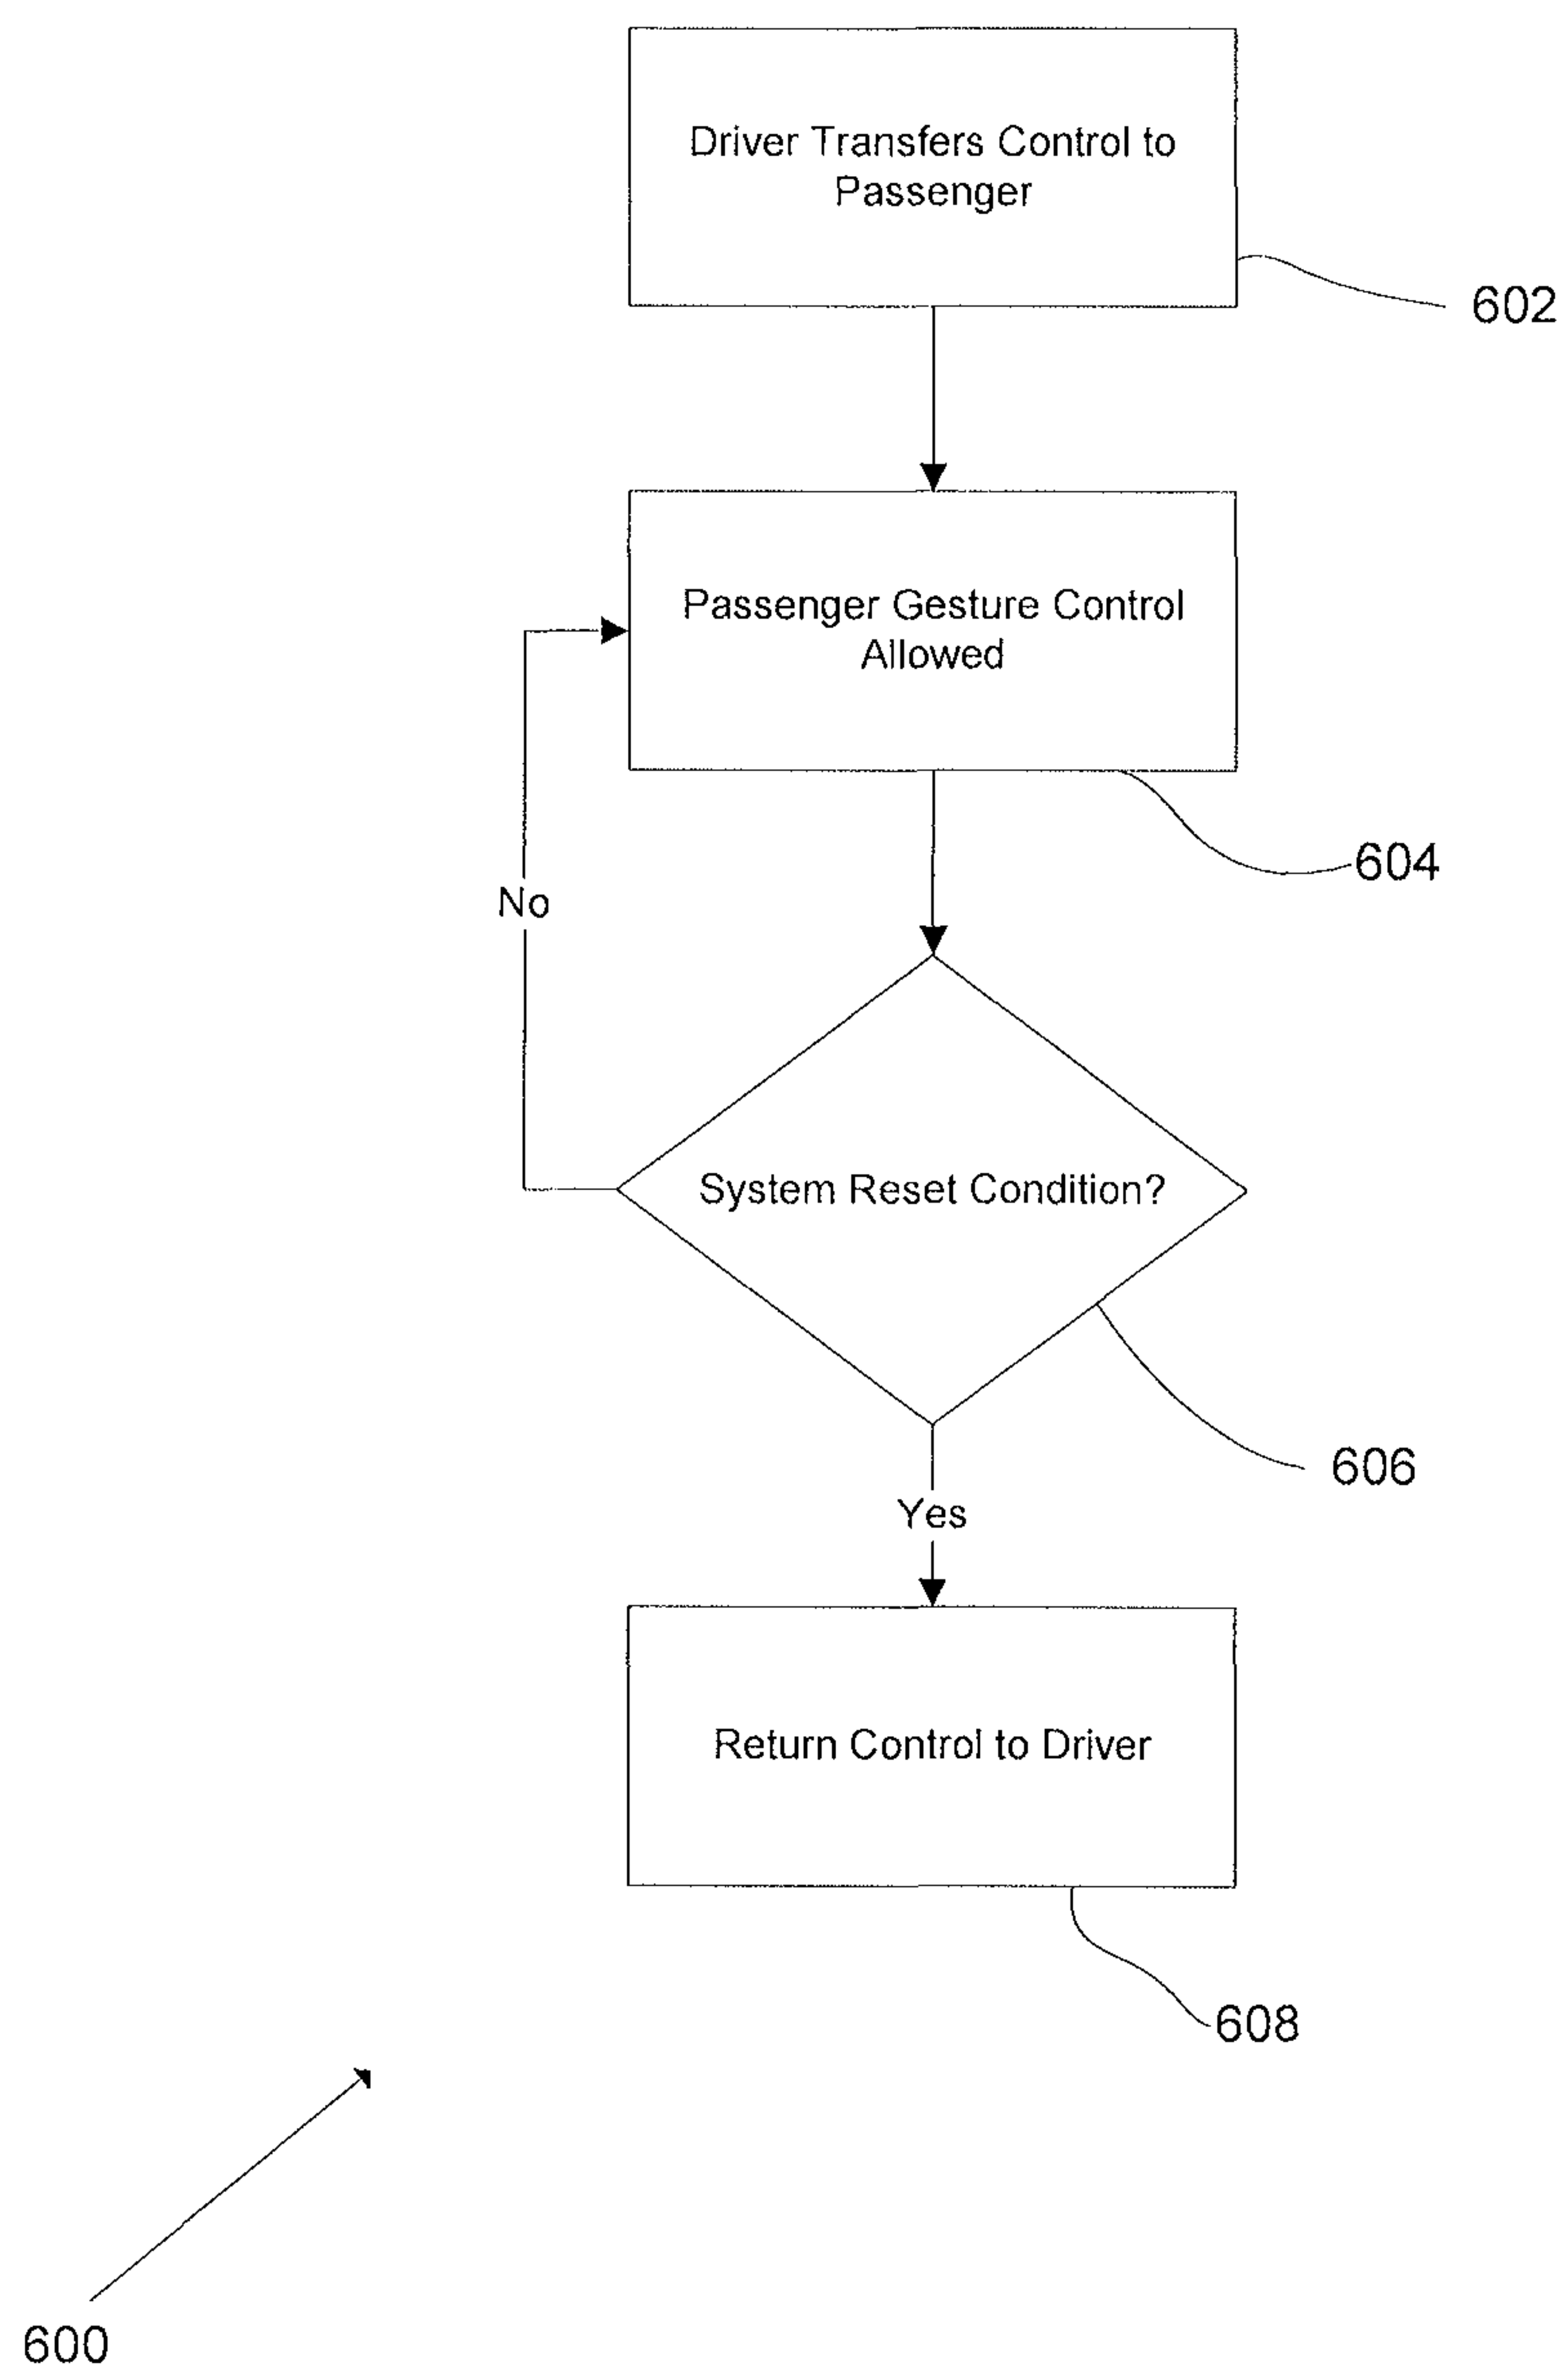 Driver Transfers Control to
Passenger
602
Passenger Gesture Control
Allowed
604
No
System Reset Condition?
606
Yes
Return Control to Driver
608
600